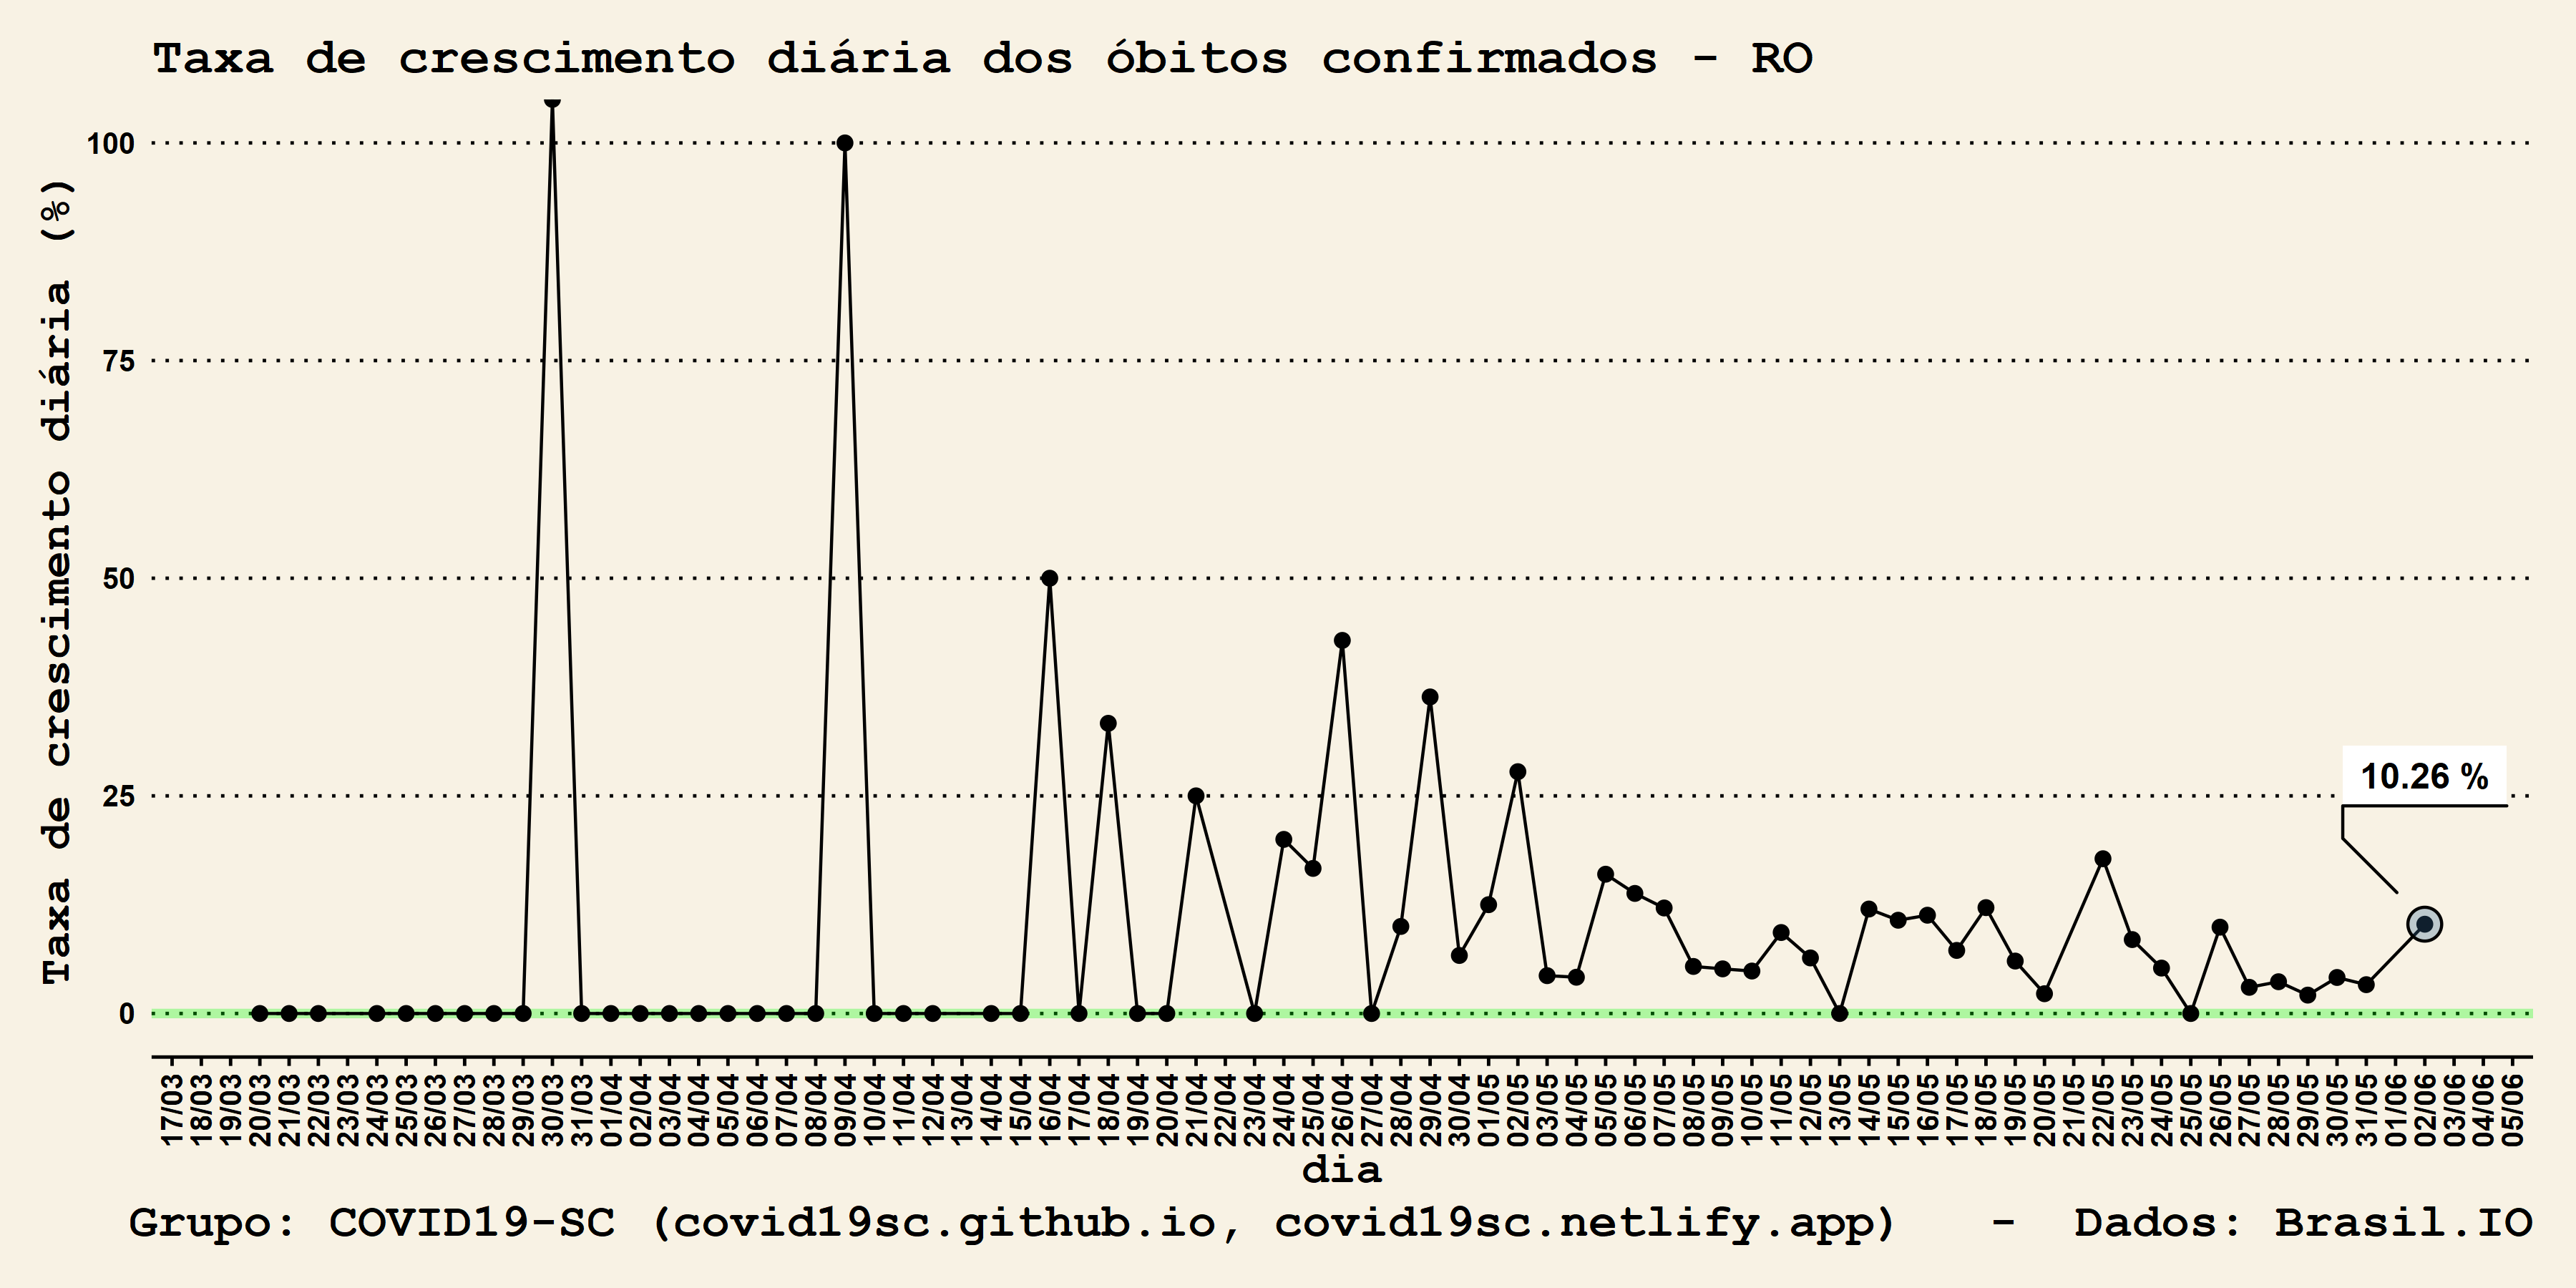 Taxa de crescimento diária dos óbitos confirmados - RO
Taxa de crescimento diária (%)
100
75
50
25
0
10.26 %
17/03 18/03 19/03 20/03 21/03 22/03 23/03 24/03 25/03 26/03 27/03 28/03 29/03 30/03 31/03 01/04 02/04 03/04 04/04 05/04 06/04 07/04 08/04 09/04 10/04 11/04 12/04 13/04 14/04 15/04 16/04 17/04 18/04 19/04 20/04 21/04 22/04 23/04 24/04 25/04 26/04 27/04 28/04 29/04 30/04 01/05 02/05 03/05 04/05 05/05 06/05 07/05 08/05 09/05 10/05 11/05 12/05 13/05 14/05 15/05 16/05 17/05 18/05 19/05 20/05 21/05 22/05 23/05 24/05 25/05 26/05 27/05 28/05 29/05 30/05 31/05 01/06 02/06 03/06 04/06 05/06
dia
Grupo: COVID19-SC (covid19sc.github.io, covid19sc.netlify.app) - Dados: Brasil.IO